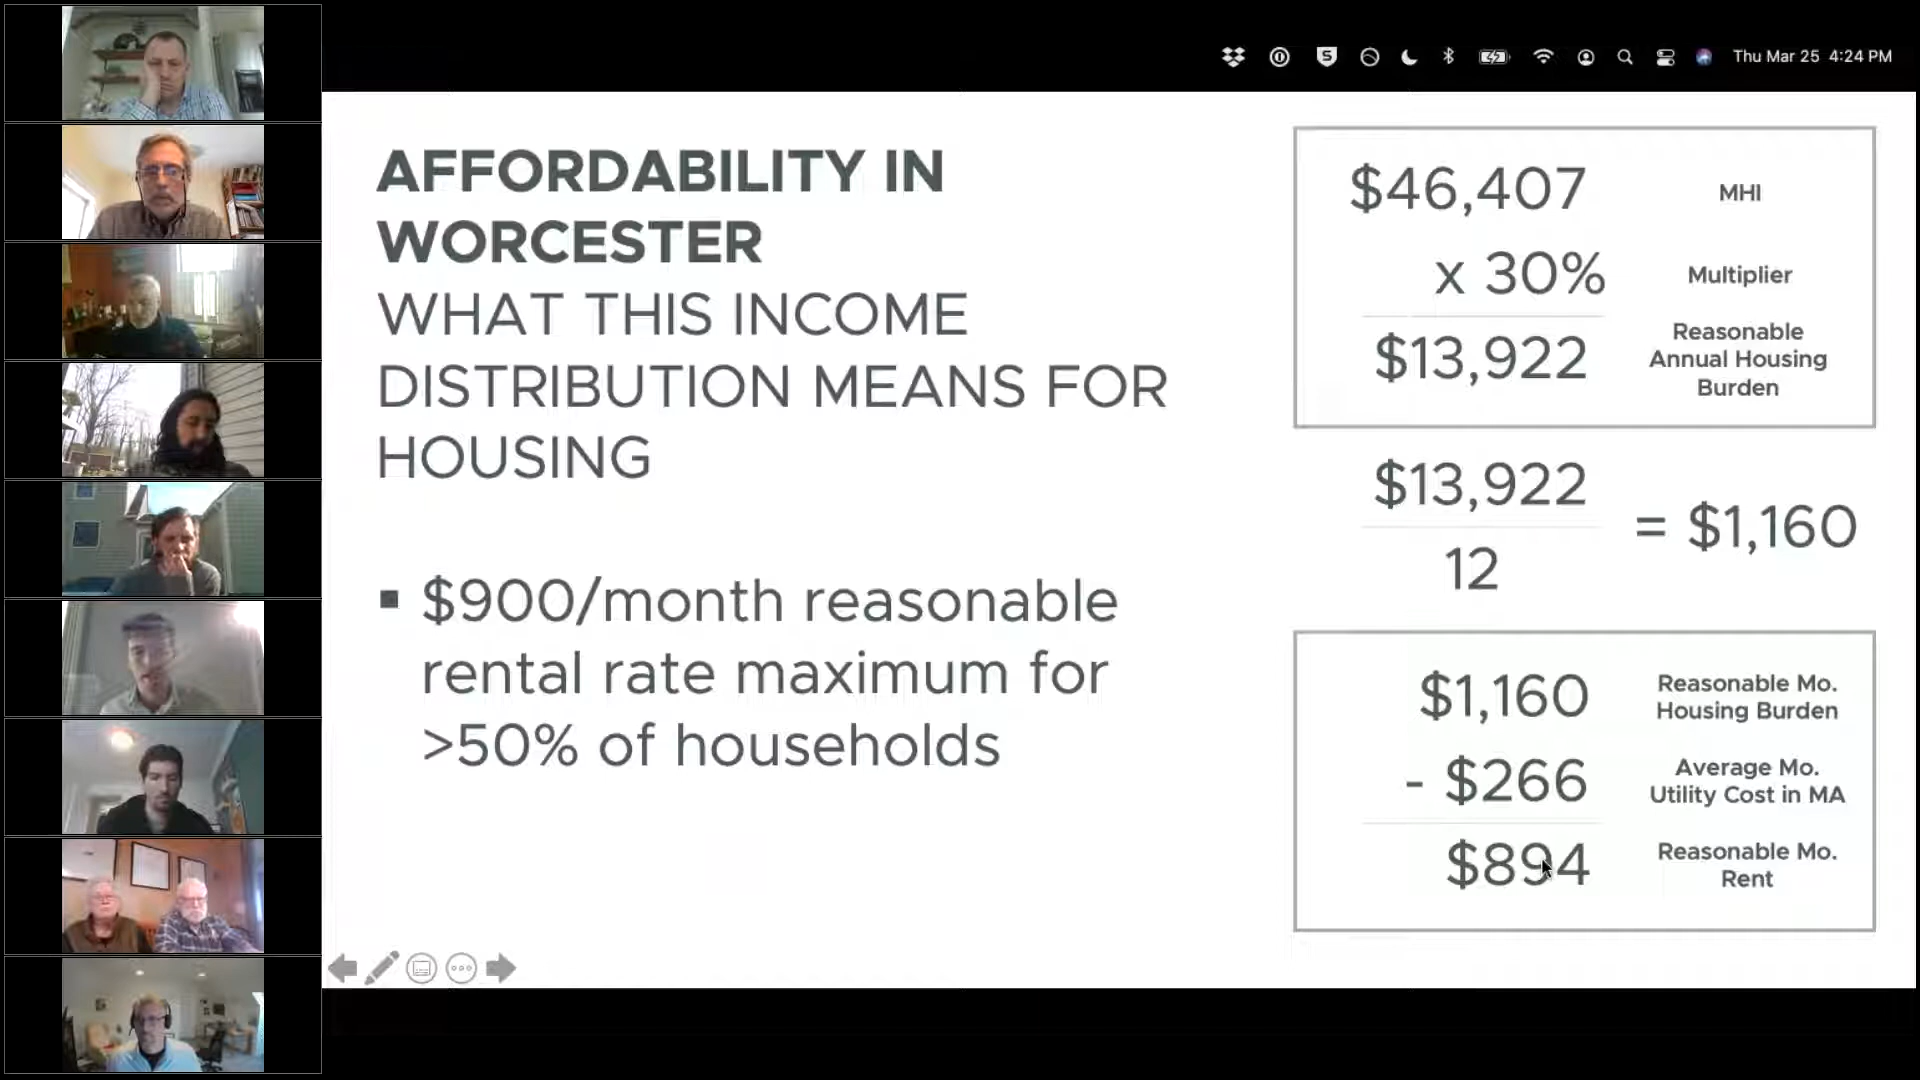 Thu Mar 25 4:24 PM
AFFORDABILITY IN
WORCESTER
WHAT THIS INCOME
DISTRIBUTION MEANS FOR
HOUSING
■ $900/month reasonable
rental rate maximum for
>50% of households
$46,407 MHI
x 30% Multiplier
$13,922 Reasonable
Annual Housing
Burden
$13,922
= $1,160
12
$1,160 Reasonable Mo.
Housing Burden
- $266 Average Mo.
Utility Cost in MA
$894 Reasonable Mo.
Rent